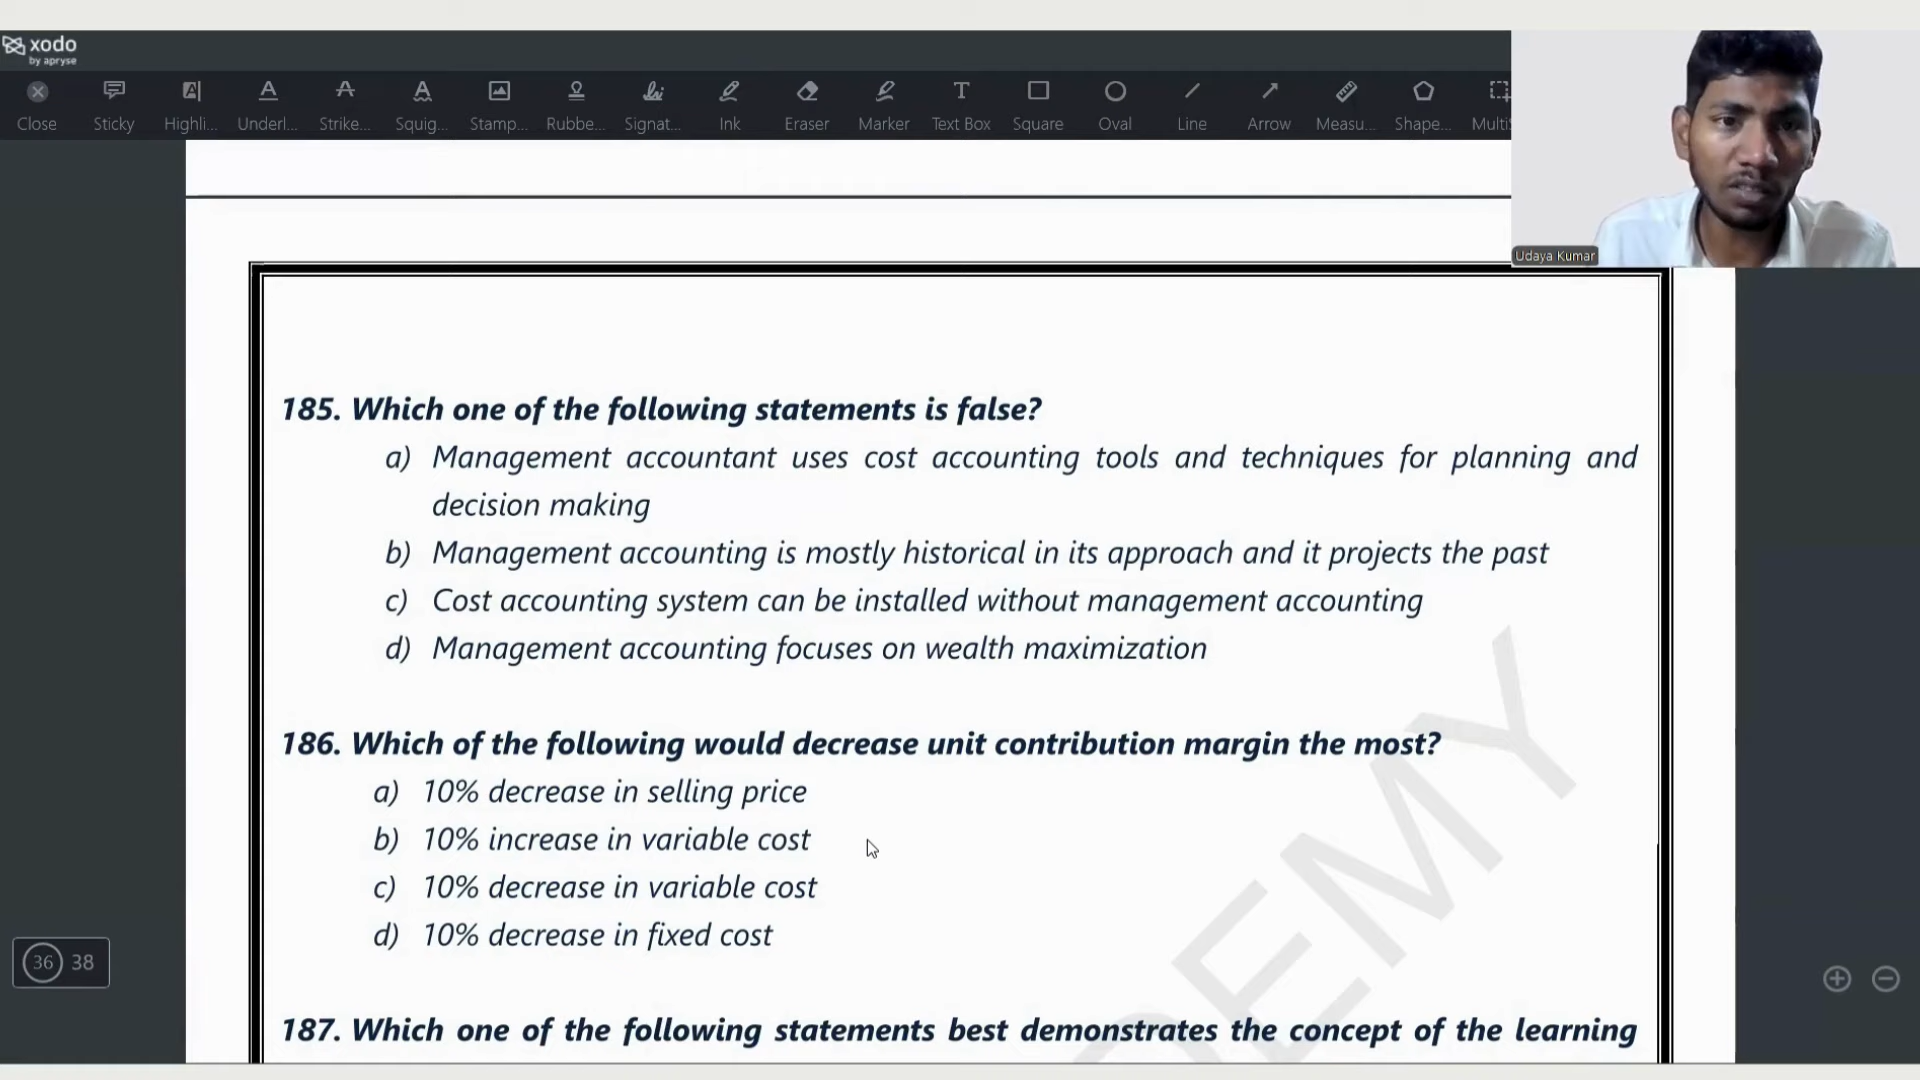 xodo
by apryse
Close Sticky Highli... Underl... Strike... Squig... Stamp... Rubbe... Signat... Ink Eraser Marker Text Box Square Oval Line Arrow Measu... Shape... Multi
Udaya Kumar
185. Which one of the following statements is false?
a) Management accountant uses cost accounting tools and techniques for planning and
decision making
b) Management accounting is mostly historical in its approach and it projects the past
c) Cost accounting system can be installed without management accounting
d) Management accounting focuses on wealth maximization
186. Which of the following would decrease unit contribution margin the most?
a) 10% decrease in selling price
b) 10% increase in variable cost
c) 10% decrease in variable cost
d) 10% decrease in fixed cost
36 38
187. Which one of the following statements best demonstrates the concept of the learning
DEMY